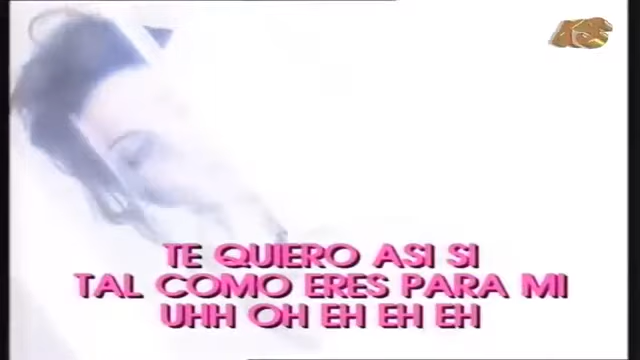 TE QUIERO ASI SI
TAL COMO ERES PARA MI
UHH OH EH EH EH